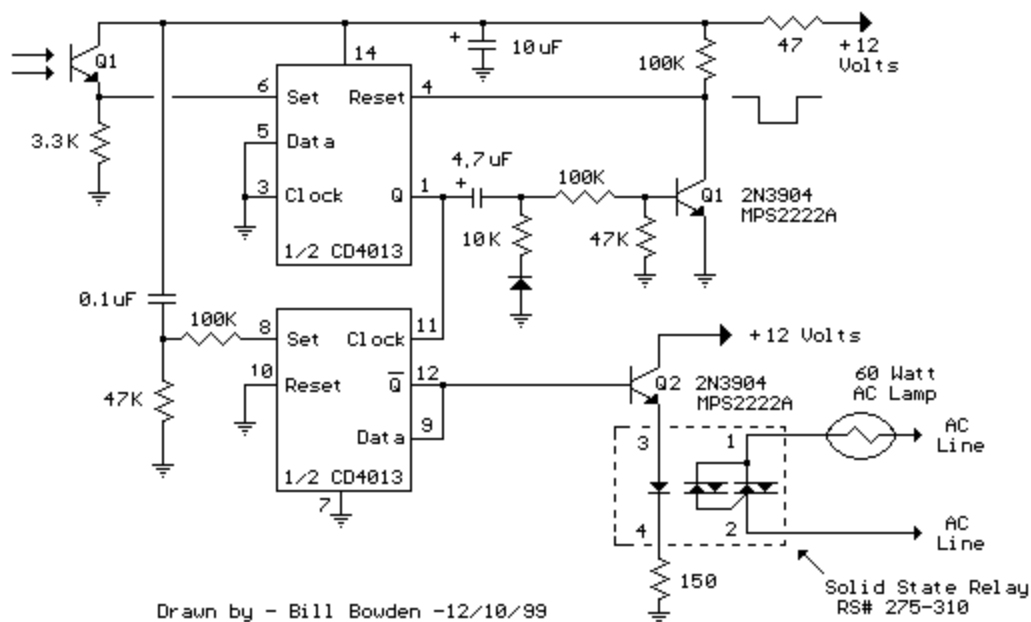 Q1
10uF
14
100K
47
+12
Volts
6 Set Reset 4
3.3K
5 Data
3 Clock Q 1
1/2 CD4013
4.7uF
100K
10K
47K
Q1 2N3904
MPS2222A
0.1uF
100K
8 Set Clock 11
10 Reset Q 12
Data 9
1/2 CD4013
7
47K
+12 Volts
Q2 2N3904
MPS2222A
60 Watt
AC Lamp
3 1
AC
Line
4 2
AC
Line
150
Solid State Relay
RS# 275-310
Drawn by - Bill Bowden -12/10/99